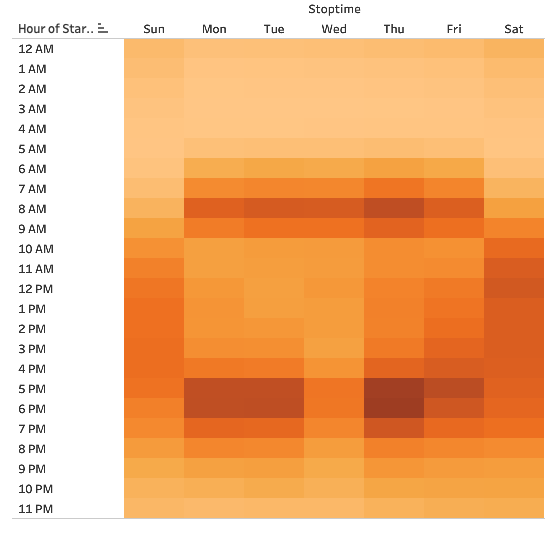 Stoptime
Hour of Star.. Sun Mon Tue Wed Thu Fri Sat
12 AM
1 AM
2 AM
3 AM
4 AM
5 AM
6 AM
7 AM
8 AM
9 AM
10 AM
11 AM
12 PM
1 PM
2 PM
3 PM
4 PM
5 PM
6 PM
7 PM
8 PM
9 PM
10 PM
11 PM